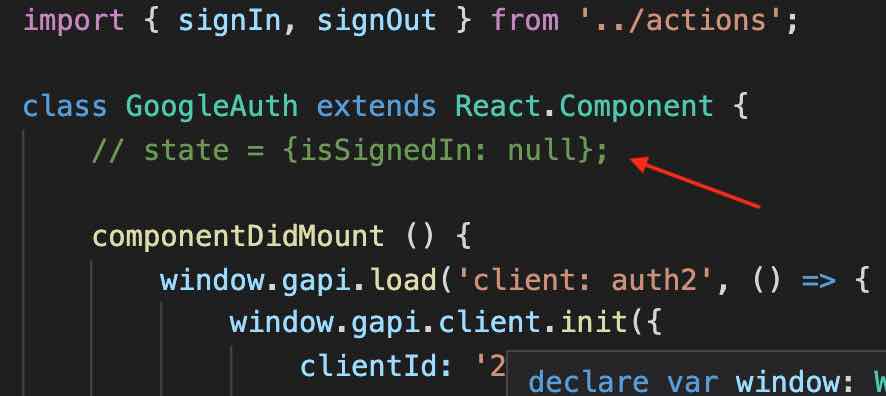 import { signIn, signOut } from '../actions';
class GoogleAuth extends React.Component {
// state = {isSignedIn: null};
componentDidMount () {
window.gapi.load('client: auth2', () => {
window.gapi.client.init({
clientId: '2
declare var window: W